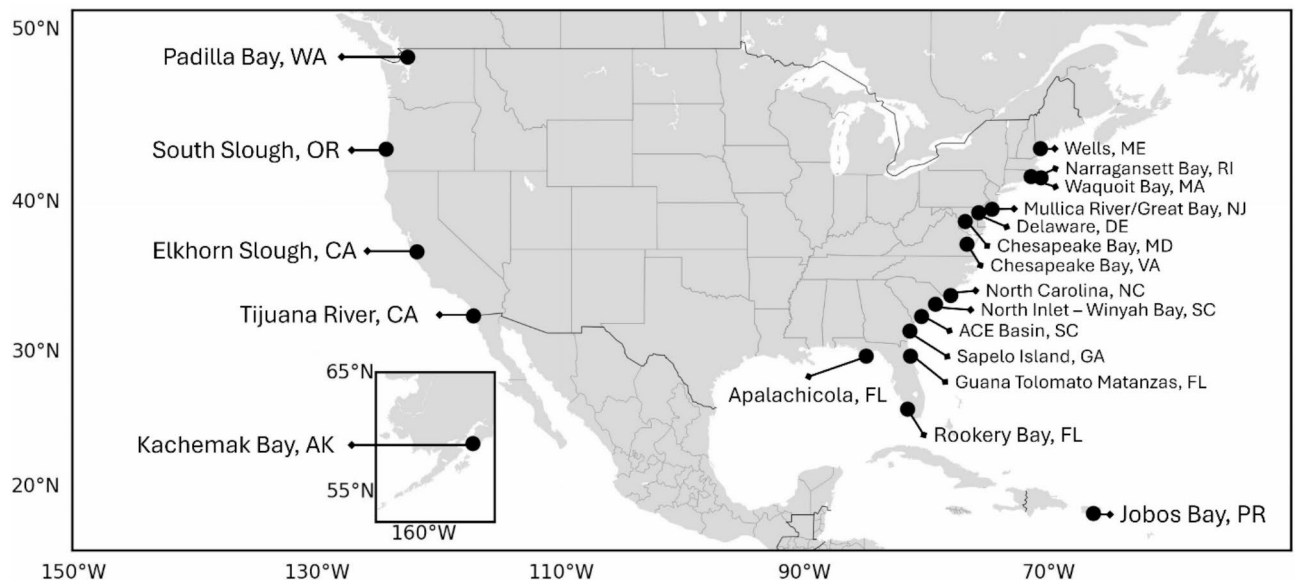 50°N
Padilla Bay, WA
South Slough, OR
Wells, ME
Narragansett Bay, RI
Waquoit Bay, MA
40°N
Mullica River/Great Bay, NJ
Delaware, DE
Chesapeake Bay, MD
Elkhorn Slough, CA
Chesapeake Bay, VA
North Carolina, NC
North Inlet – Winyah Bay, SC
Tijuana River, CA
ACE Basin, SC
30°N
Sapelo Island, GA
65°N
Guana Tolomato Matanzas, FL
Apalachicola, FL
Rookery Bay, FL
Kachemak Bay, AK
20°N
55°N
160°W
Jobos Bay, PR
150°W
130°W
110°W
90°W
70°W